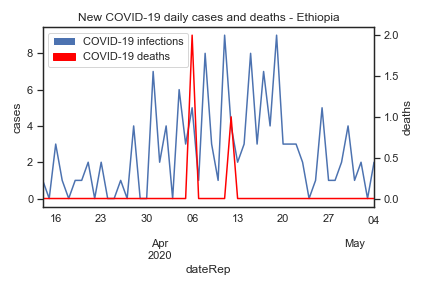 New COVID-19 daily cases and deaths - Ethiopia
COVID-19 infections
COVID-19 deaths
cases
8
6
4
2
0
deaths
2.0
1.5
1.0
0.5
0.0
16 23 30 06 13 20 27 04
Apr May
2020
dateRep